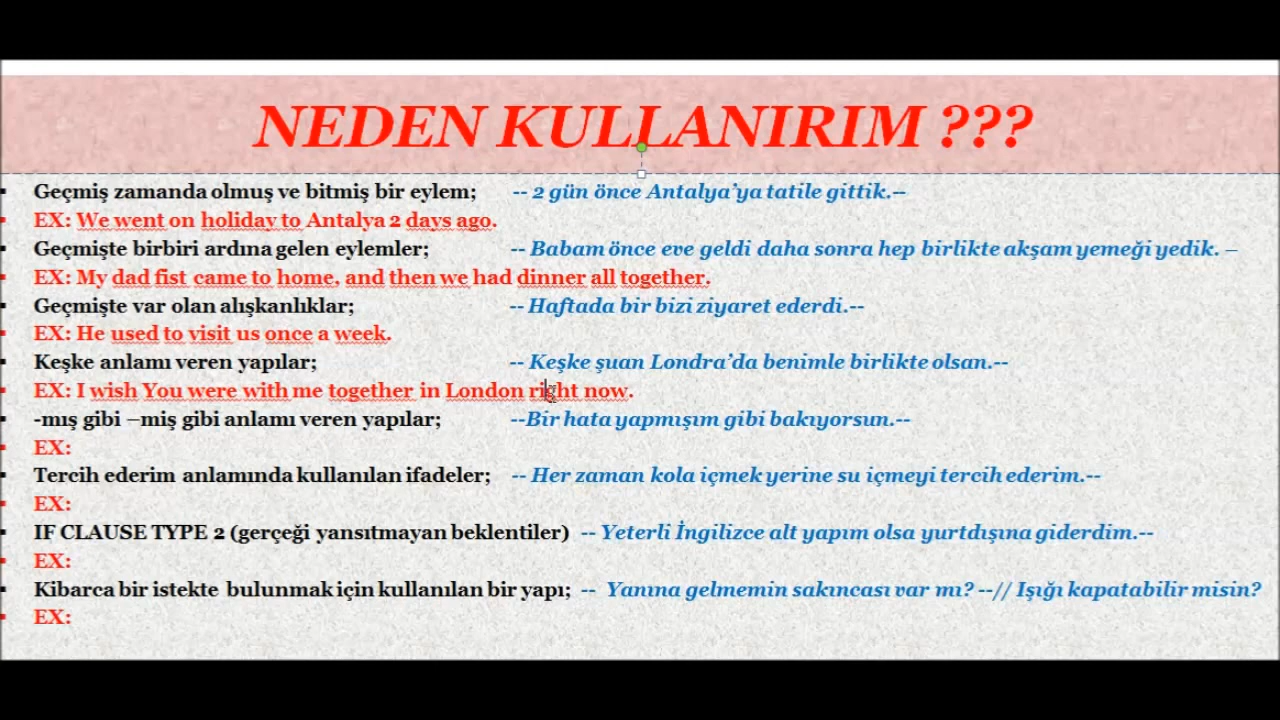 NEDEN KULLANIRIM ???
Geçmiş zamanda olmuş ve bitmiş bir eylem; -- 2 gün önce Antalya'ya tatile gittik.–
EX: We went on holiday to Antalya 2 days ago.
Geçmişte birbiri ardına gelen eylemler; -- Babam önce eve geldi daha sonra hep birlikte akşam yemeği yedik. –
EX: My dad fist came to home, and then we had dinner all together.
Geçmişte var olan alışkanlıklar; -- Haftada bir bizi ziyaret ederdi.--
EX: He used to visit us once a week.
Keşke anlamı veren yapılar; -- Keşke şuan Londra'da benimle birlikte olsan.--
EX: I wish You were with me together in London right now.
-mış gibi –miş gibi anlamı veren yapılar; --Bir hata yapmışım gibi bakıyorsun.--
EX:
Tercih ederim anlamında kullanılan ifadeler; -- Her zaman kola içmek yerine su içmeyi tercih ederim.--
EX:
IF CLAUSE TYPE 2 (gerçeği yansıtmayan beklentiler) -- Yeterli İngilizce alt yapım olsa yurtdışına giderdim.--
EX:
Kibarca bir istekte bulunmak için kullanılan bir yapı; -- Yanına gelmemin sakıncası var mı? --// Işığı kapatabilir misin?
EX: